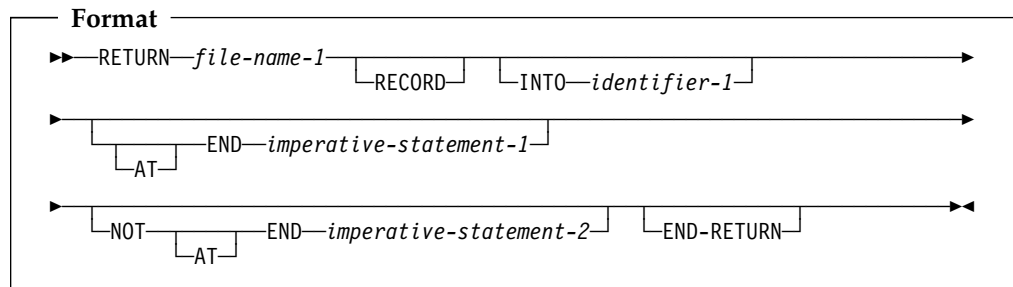 Format
RETURN file-name-1 RECORD INTO identifier-1
AT END imperative-statement-1
NOT AT END imperative-statement-2 END-RETURN